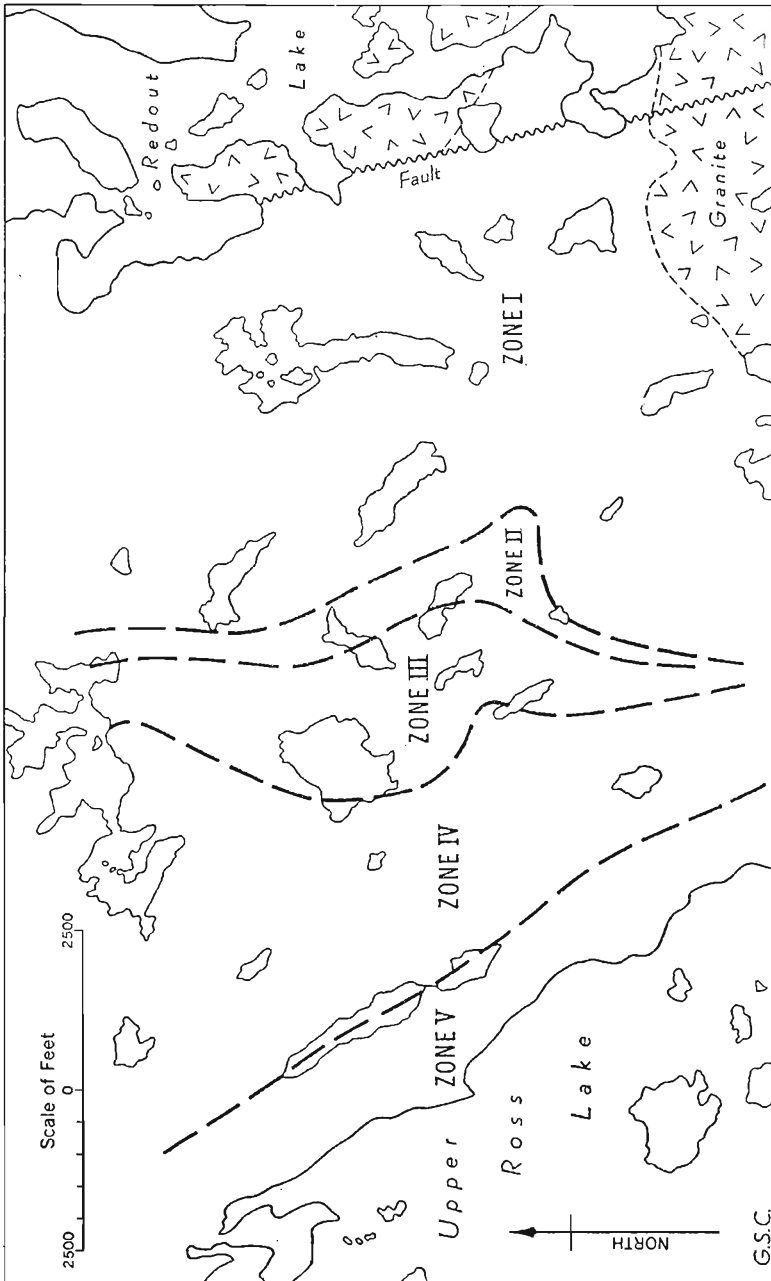 Scale of Feet
2500 0 2500
Redout
Lake
Fault
Granite
ZONE I
ZONE II
ZONE III
ZONE IV
ZONE V
Upper
Ross
Lake
NORTH
G.S.C.